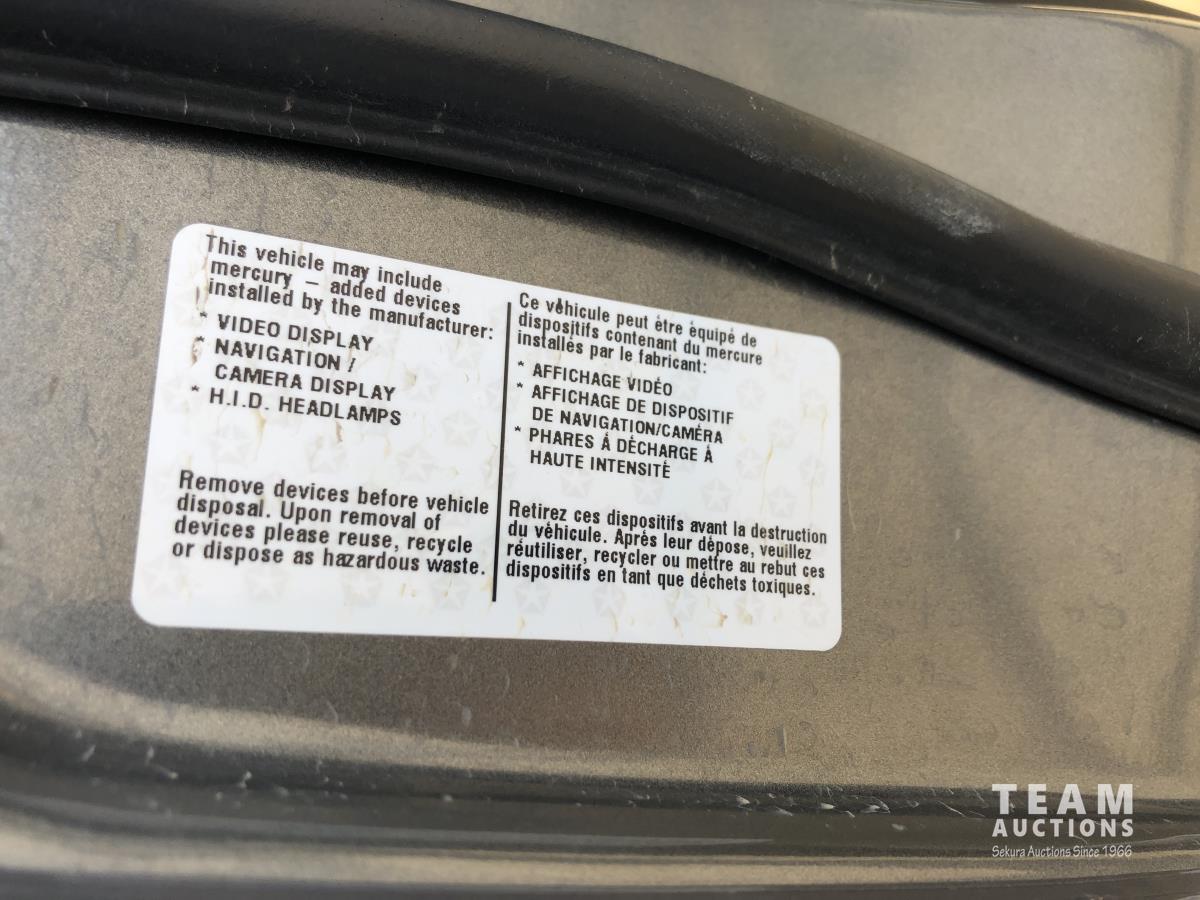 This vehicle may include
mercury – added devices
installed by the manufacturer:
* VIDEO DISPLAY
* NAVIGATION /
CAMERA DISPLAY
* H.I.D. HEADLAMPS
Remove devices before vehicle
disposal. Upon removal of
devices please reuse, recycle
or dispose as hazardous waste.
Ce véhicule peut être équipé de
dispositifs contenant du mercure
installés par le fabricant:
* AFFICHAGE VIDÉO
* AFFICHAGE DE DISPOSITIF
DE NAVIGATION/CAMÉRA
* PHARES Á DÉCHARGE Á
HAUTE INTENSITÉ
Retirez ces dispositifs avant la destruction
du véhicule. Après leur dépose, veuillez
réutiliser, recycler ou mettre au rebut ces
dispositifs en tant que déchets toxiques.
TEAM
AUCTIONS
Sekura Auctions Since 1966